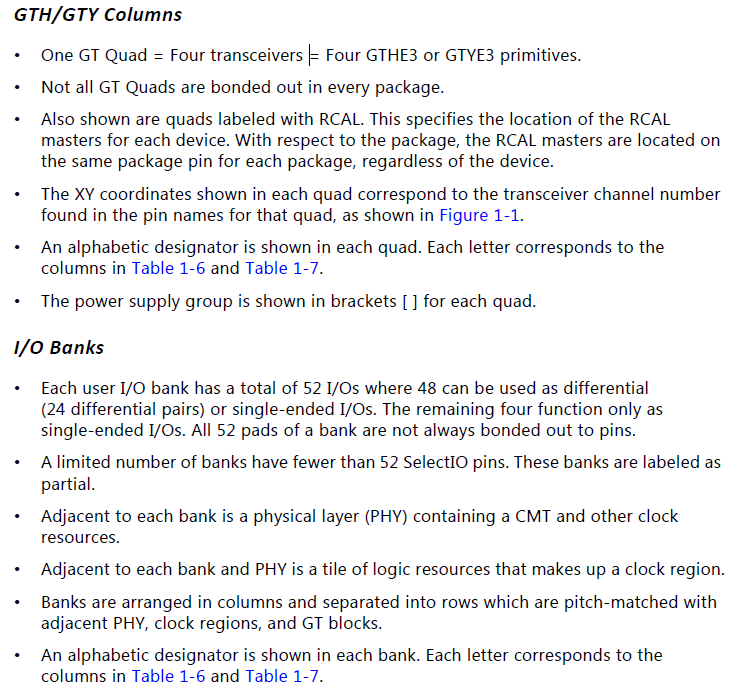 GTH/GTY Columns
• One GT Quad = Four transceivers = Four GTHE3 or GTYE3 primitives.
• Not all GT Quads are bonded out in every package.
• Also shown are quads labeled with RCAL. This specifies the location of the RCAL
masters for each device. With respect to the package, the RCAL masters are located on
the same package pin for each package, regardless of the device.
• The XY coordinates shown in each quad correspond to the transceiver channel number
found in the pin names for that quad, as shown in Figure 1-1.
• An alphabetic designator is shown in each quad. Each letter corresponds to the
columns in Table 1-6 and Table 1-7.
• The power supply group is shown in brackets [ ] for each quad.
I/O Banks
• Each user I/O bank has a total of 52 I/Os where 48 can be used as differential
(24 differential pairs) or single-ended I/Os. The remaining four function only as
single-ended I/Os. All 52 pads of a bank are not always bonded out to pins.
• A limited number of banks have fewer than 52 SelectIO pins. These banks are labeled as
partial.
• Adjacent to each bank is a physical layer (PHY) containing a CMT and other clock
resources.
• Adjacent to each bank and PHY is a tile of logic resources that makes up a clock region.
• Banks are arranged in columns and separated into rows which are pitch-matched with
adjacent PHY, clock regions, and GT blocks.
• An alphabetic designator is shown in each bank. Each letter corresponds to the
columns in Table 1-6 and Table 1-7.